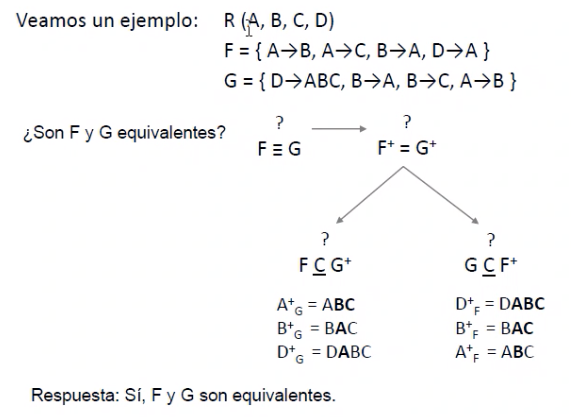 Veamos un ejemplo: R (A, B, C, D)
F = { A→B, A→C, B→A, D→A }
G = { D→ABC, B→A, B→C, A→B }
¿Son F y G equivalentes?
? ?
F ≡ G F⁺ = G⁺
? ?
F ⊆ G⁺ G ⊆ F⁺
A⁺G = ABC D⁺F = DABC
B⁺G = BAC B⁺F = BAC
D⁺G = DABC A⁺F = ABC
Respuesta: Sí, F y G son equivalentes.